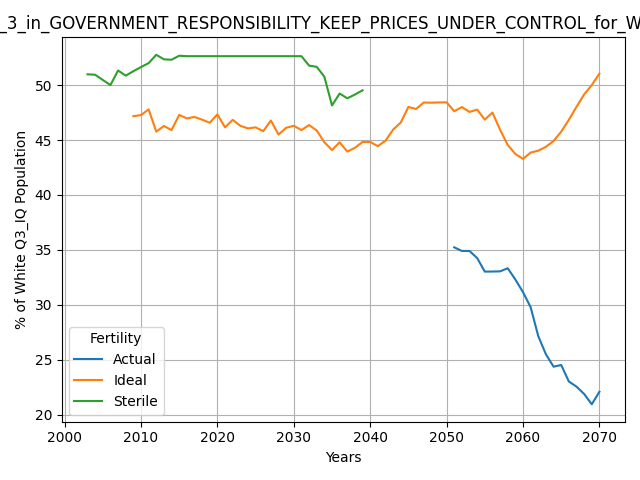 _3_in_GOVERNMENT_RESPONSIBILITY_KEEP_PRICES_UNDER_CONTROL_for_W
% of White Q3_IQ Population
50
45
40
35
30
25
20
Fertility
Actual
Ideal
Sterile
2000 2010 2020 2030 2040 2050 2060 2070
Years